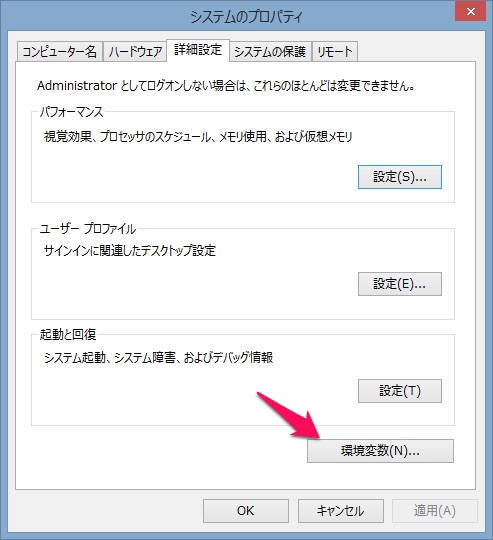 システムのプロパティ
コンピューター名 ハードウェア 詳細設定 システムの保護 リモート
Administrator としてログオンしない場合は、これらのほとんどは変更できません。
パフォーマンス
視覚効果、プロセッサのスケジュール、メモリ使用、および仮想メモリ
設定(S)...
ユーザー プロファイル
サインインに関連したデスクトップ設定
設定(E)...
起動と回復
システム起動、システム障害、およびデバッグ情報
設定(T)
環境変数(N)...
OK キャンセル 適用(A)